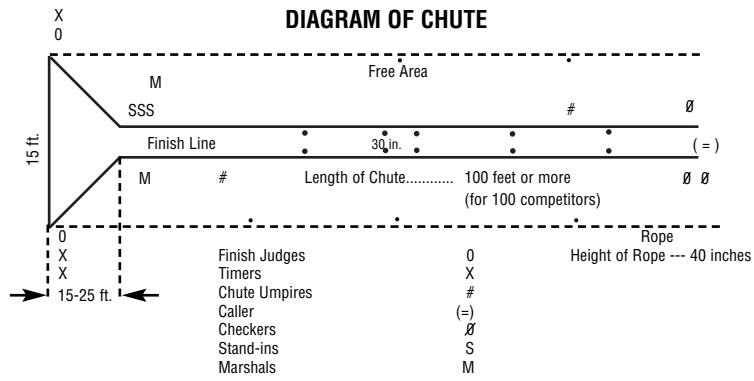 DIAGRAM OF CHUTE
X
0
Free Area
M
SSS # Ø
15 ft.
Finish Line 30 in. (=)
M # Length of Chute............ 100 feet or more Ø Ø
(for 100 competitors)
0 Rope
X Finish Judges 0 Height of Rope --- 40 inches
X Timers X
15-25 ft. Chute Umpires #
Caller (=)
Checkers Ø
Stand-ins S
Marshals M